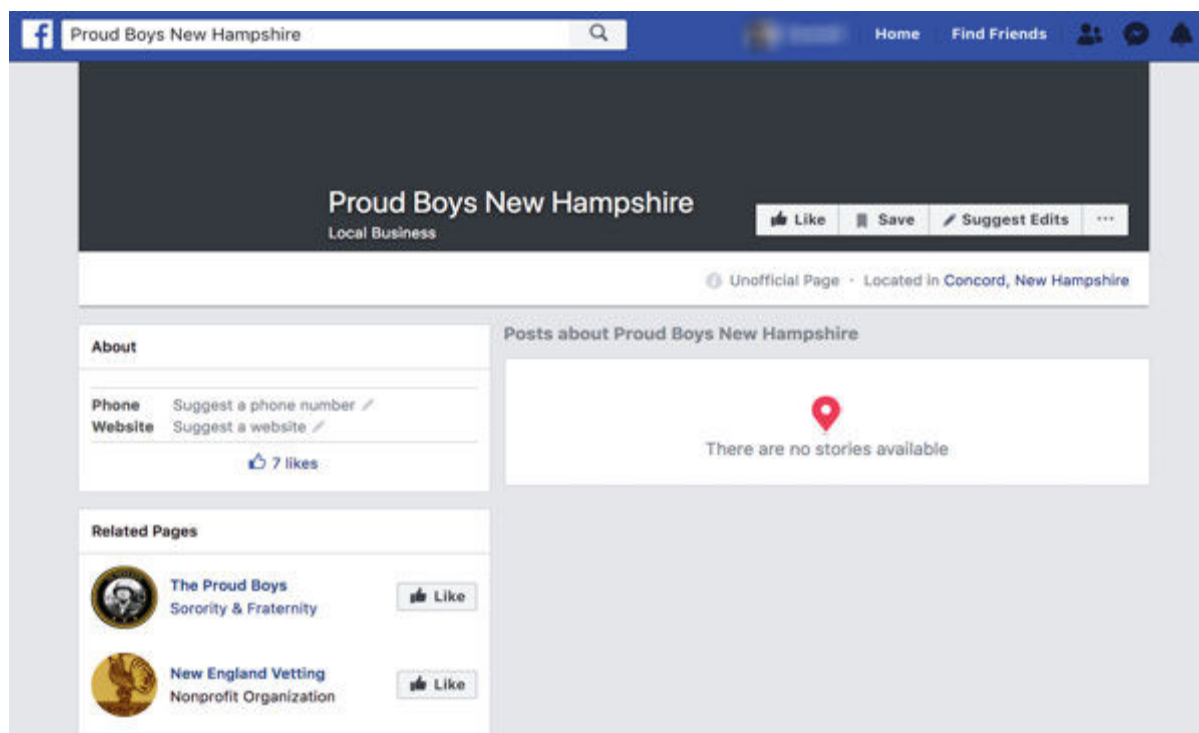 Proud Boys New Hampshire
Home Find Friends
Proud Boys New Hampshire
Local Business
Like Save Suggest Edits ...
Unofficial Page · Located in Concord, New Hampshire
About
Phone Suggest a phone number
Website Suggest a website
7 likes
Posts about Proud Boys New Hampshire
There are no stories available
Related Pages
The Proud Boys
Sorority & Fraternity
Like
New England Vetting
Nonprofit Organization
Like